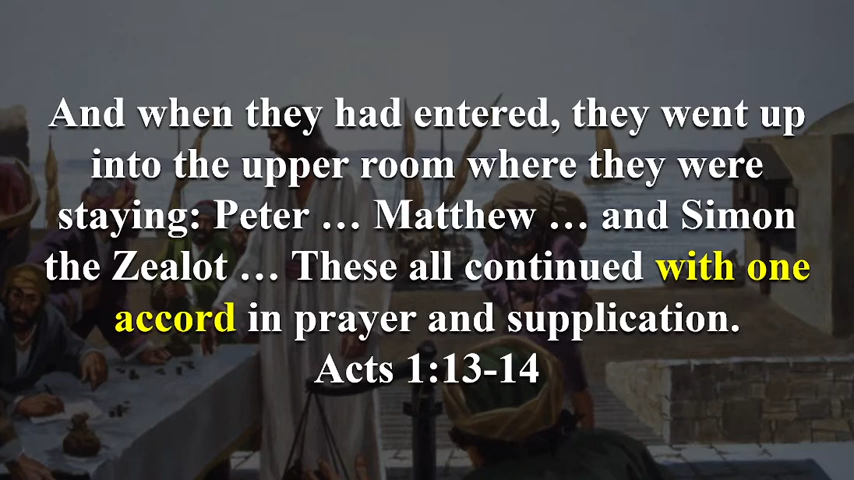 And when they had entered, they went up
into the upper room where they were
staying: Peter … Matthew … and Simon
the Zealot … These all continued with one
accord in prayer and supplication.
Acts 1:13-14